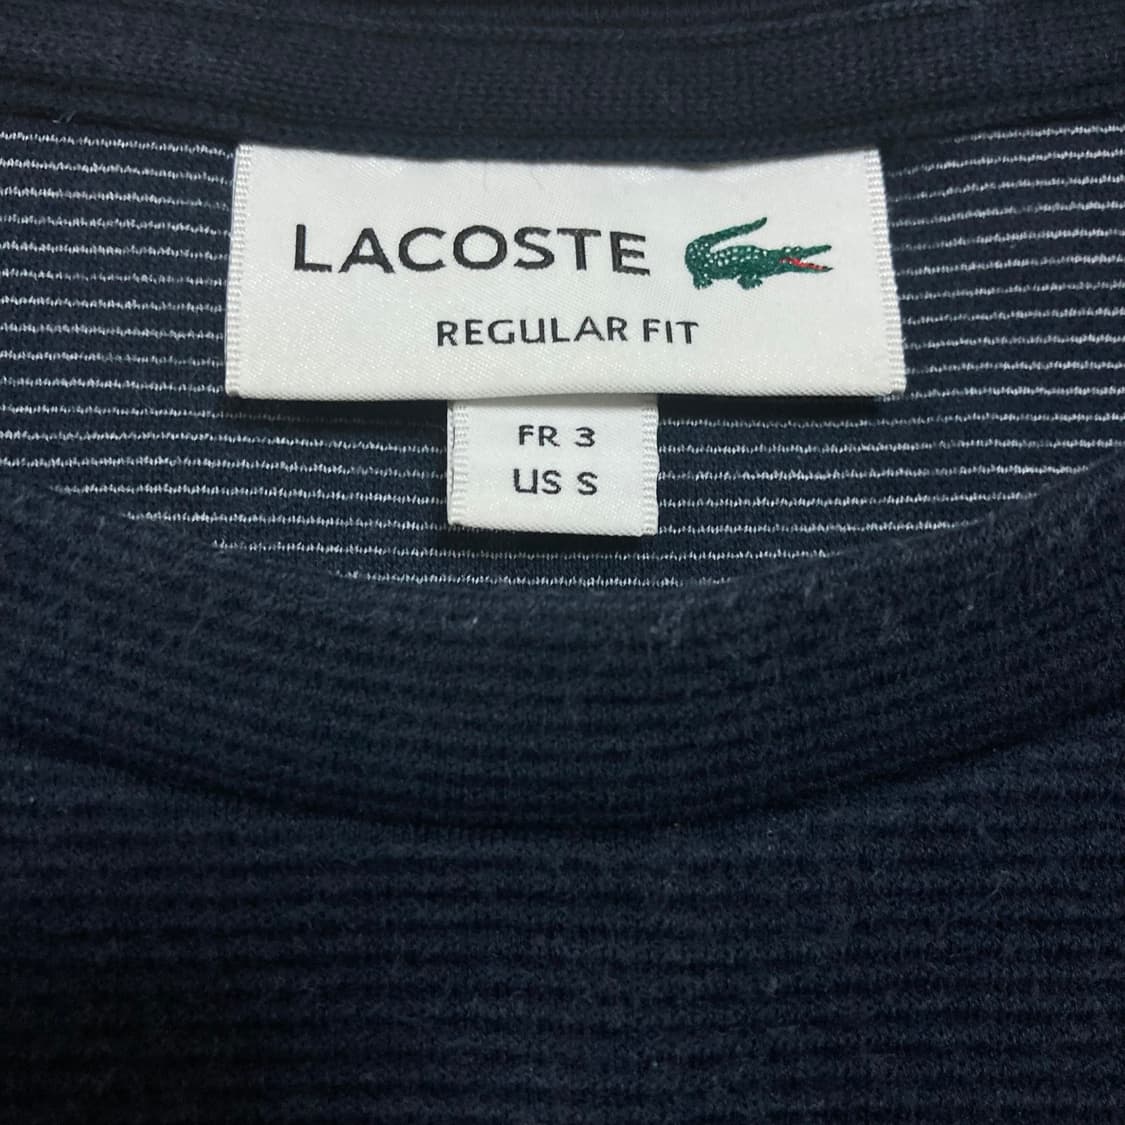 LACOSTE
REGULAR FIT
FR 3
US S